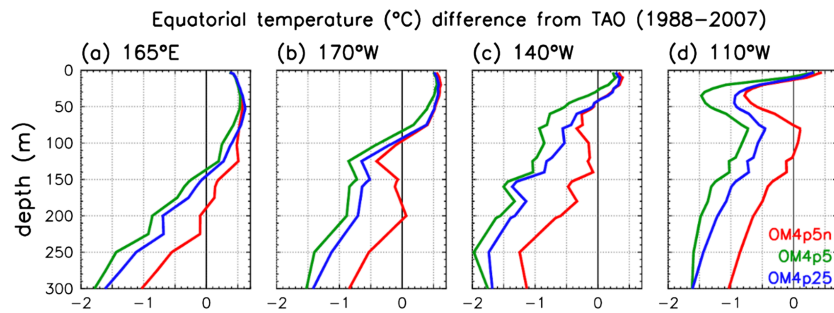 Equatorial temperature (°C) difference from TAO (1988−2007)
(a) 165°E
(b) 170°W
(c) 140°W
(d) 110°W
depth (m)
0
50
100
150
200
250
300
−2 −1 0
−2 −1 0
−2 −1 0
−2 −1 0
OM4p5n
OM4p5
OM4p25